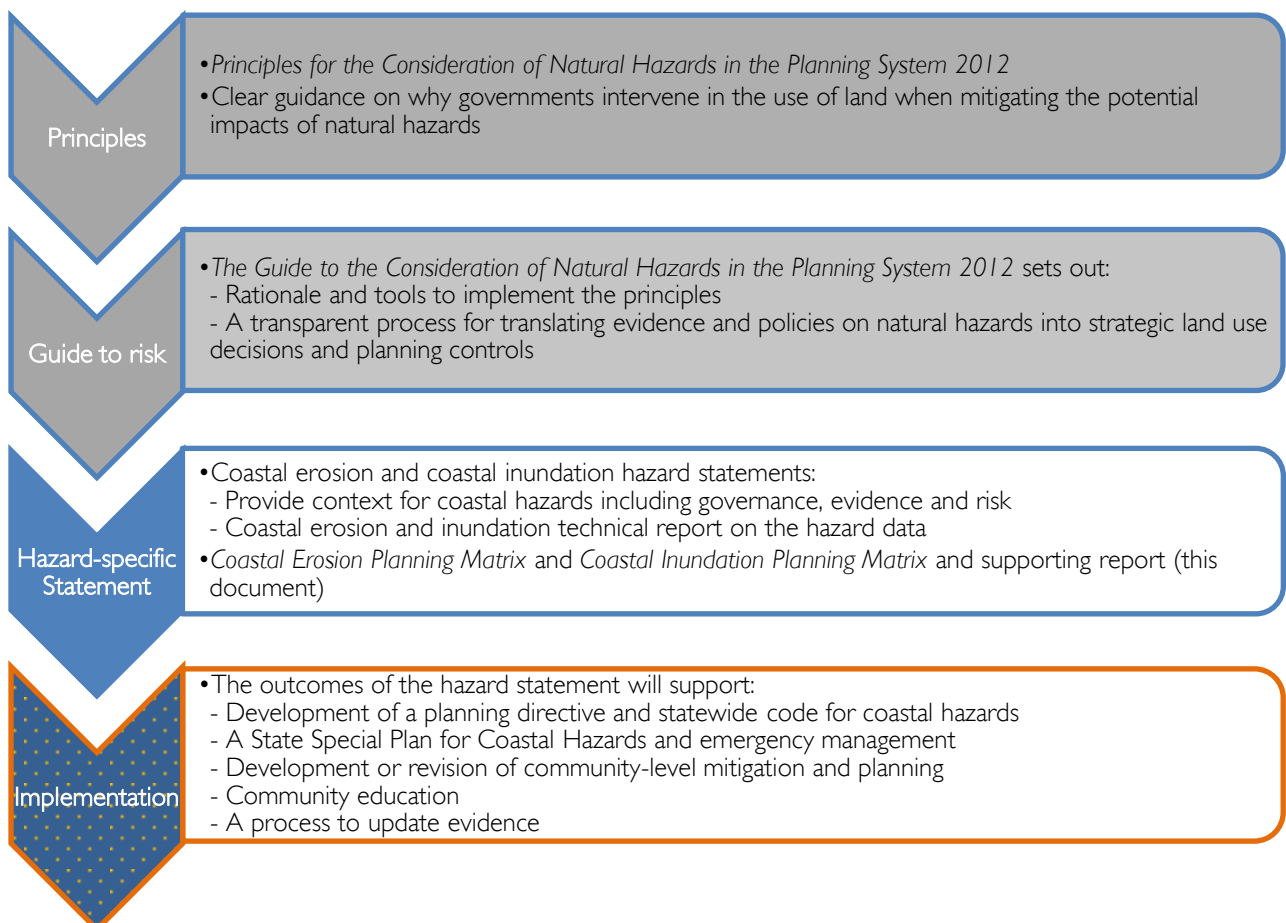 Principles
•Principles for the Consideration of Natural Hazards in the Planning System 2012
•Clear guidance on why governments intervene in the use of land when mitigating the potential
impacts of natural hazards
Guide to risk
•The Guide to the Consideration of Natural Hazards in the Planning System 2012 sets out:
- Rationale and tools to implement the principles
- A transparent process for translating evidence and policies on natural hazards into strategic land use
decisions and planning controls
Hazard-specific
Statement
•Coastal erosion and coastal inundation hazard statements:
- Provide context for coastal hazards including governance, evidence and risk
- Coastal erosion and inundation technical report on the hazard data
•Coastal Erosion Planning Matrix and Coastal Inundation Planning Matrix and supporting report (this
document)
Implementation
•The outcomes of the hazard statement will support:
- Development of a planning directive and statewide code for coastal hazards
- A State Special Plan for Coastal Hazards and emergency management
- Development or revision of community-level mitigation and planning
- Community education
- A process to update evidence